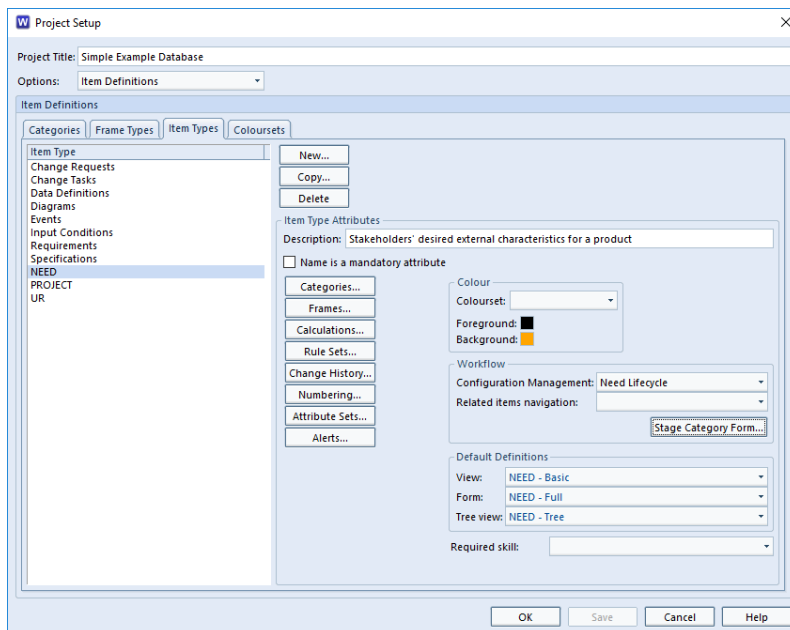 W Project Setup
Project Title: Simple Example Database
Options: Item Definitions
Item Definitions
Categories Frame Types Item Types Coloursets
Item Type
Change Requests
Change Tasks
Data Definitions
Diagrams
Events
Input Conditions
Requirements
Specifications
NEED
PROJECT
UR
New...
Copy...
Delete
Item Type Attributes
Description: Stakeholders' desired external characteristics for a product
Name is a mandatory attribute
Categories...
Frames...
Calculations...
Rule Sets...
Change History...
Numbering...
Attribute Sets...
Alerts...
Colour
Colourset:
Foreground:
Background:
Workflow
Configuration Management: Need Lifecycle
Related items navigation:
Stage Category Form...
Default Definitions
View: NEED - Basic
Form: NEED - Full
Tree view: NEED - Tree
Required skill:
OK Save Cancel Help